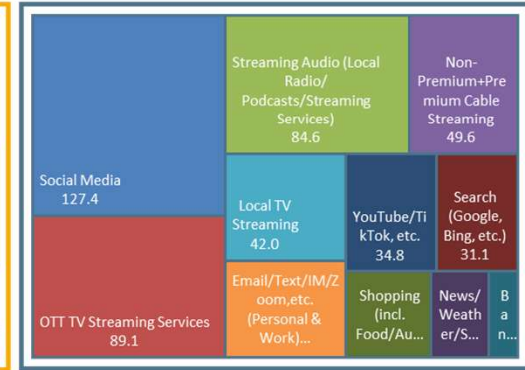 Social Media
127.4
OTT TV Streaming Services
89.1
Streaming Audio (Local
Radio/
Podcasts/Streaming
Services)
84.6
Non-
Premium+Pre
mium Cable
Streaming
49.6
Local TV
Streaming
42.0
Email/Text/IM/Z
oom,etc.
(Personal &
Work)...
YouTube/Ti
kTok, etc.
34.8
Search
(Google,
Bing, etc.)
31.1
Shopping
(incl.
Food/Au...
News/
Weath
er/S...
B
a
n...